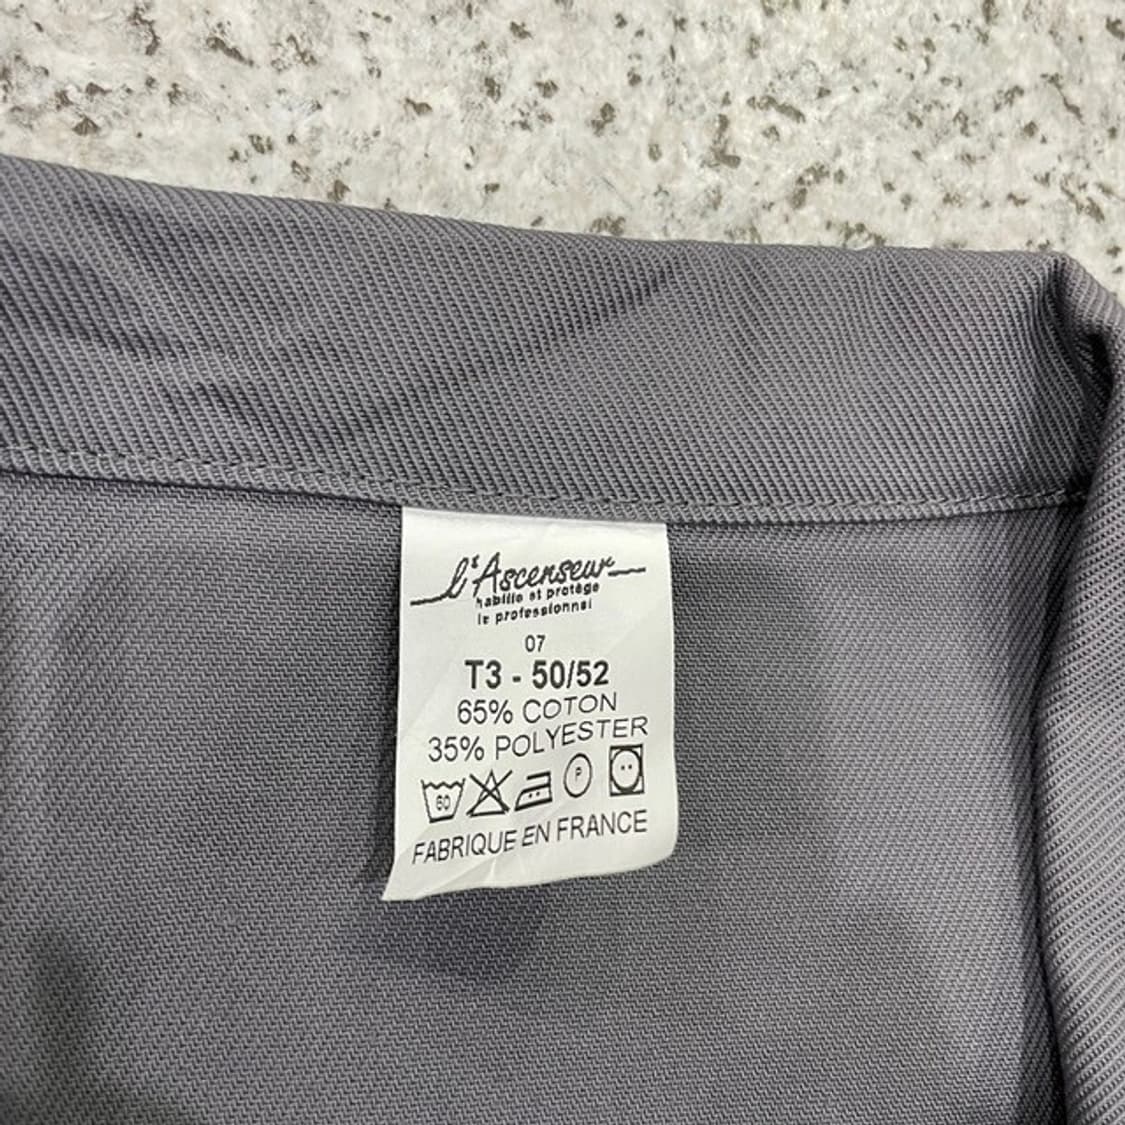 l'Ascenseur
habille et protège
le professionnel
07
T3 - 50/52
65% COTON
35% POLYESTER
60 P
FABRIQUE EN FRANCE